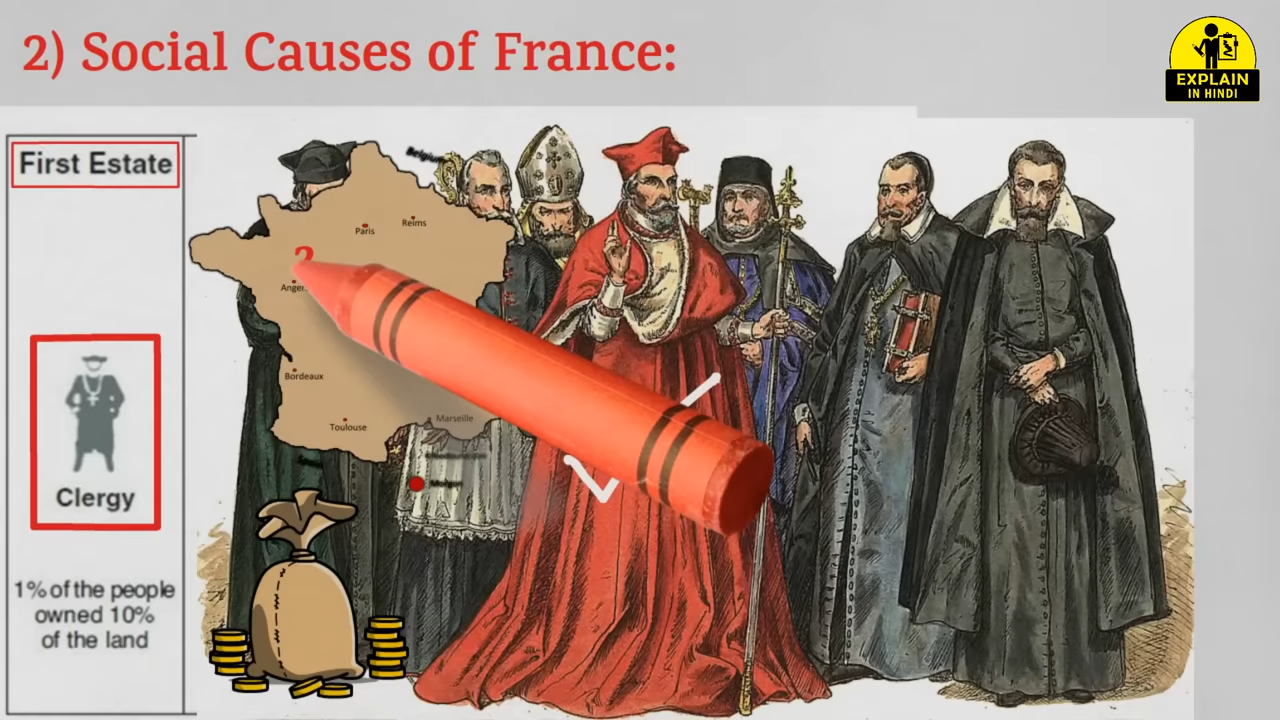 2) Social Causes of France:
EXPLAIN
IN HINDI
First Estate
Belgium
Paris
Reims
Bordeaux
Toulouse
Marseille
Clergy
1% of the people
owned 10%
of the land